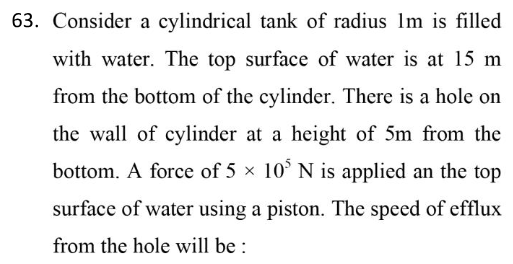 63. Consider a cylindrical tank of radius 1m is filled
with water. The top surface of water is at 15 m
from the bottom of the cylinder. There is a hole on
the wall of cylinder at a height of 5m from the
bottom. A force of 5 × 10⁵ N is applied an the top
surface of water using a piston. The speed of efflux
from the hole will be :